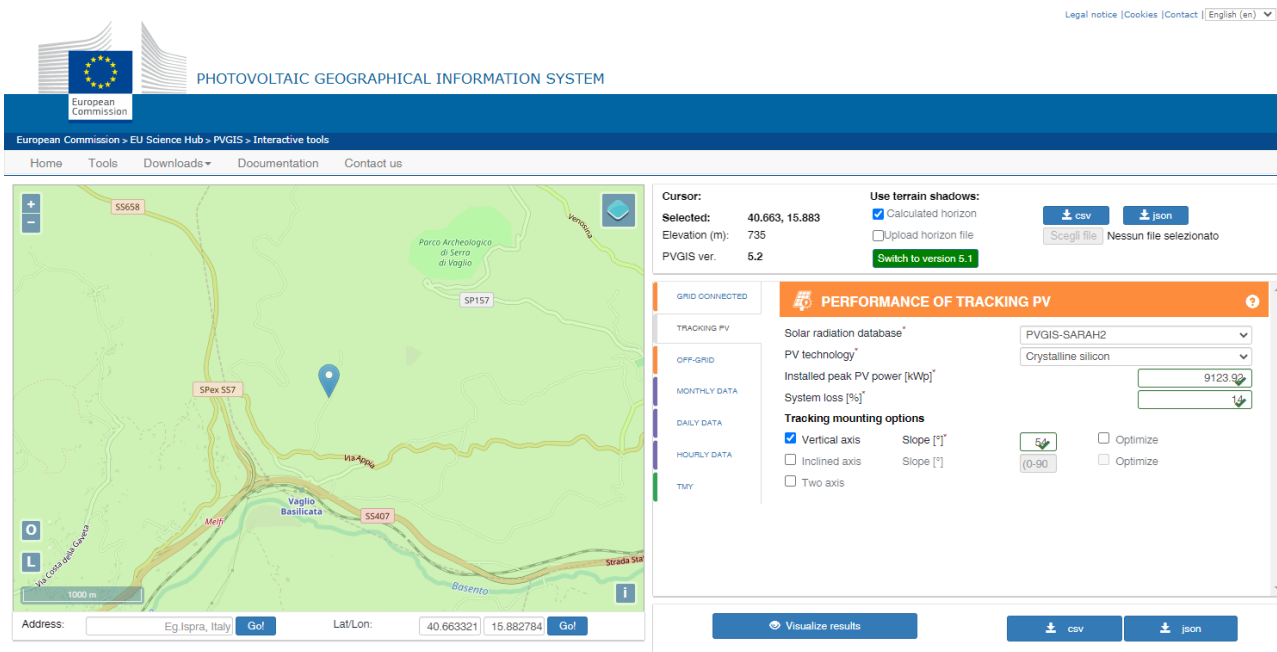 Legal notice |Cookies |Contact | English (en)
PHOTOVOLTAIC GEOGRAPHICAL INFORMATION SYSTEM
European
Commission
European Commission > EU Science Hub > PVGIS > Interactive tools
Home Tools Downloads Documentation Contact us
+
−
SS658
Venosina
Parco Archeologico
di Serra
di Vaglio
SP157
SPex SS7
Via Appia
Vaglio
Basilicata
Melfi
SS407
Via Costa della Gaveta
Strada Sta
Basento
O
L
1000 m
i
Address: Eg.Ispra, Italy Go! Lat/Lon: 40.663321 15.882784 Go!
Cursor: Use terrain shadows:
Selected: 40.663, 15.883 Calculated horizon csv json
Elevation (m): 735 Upload horizon file Scegli file Nessun file selezionato
PVGIS ver. 5.2 Switch to version 5.1
GRID CONNECTED
TRACKING PV
OFF-GRID
MONTHLY DATA
DAILY DATA
HOURLY DATA
TMY
PERFORMANCE OF TRACKING PV ?
Solar radiation database* PVGIS-SARAH2
PV technology* Crystalline silicon
Installed peak PV power [kWp]* 9123.92
System loss [%]* 14
Tracking mounting options
Vertical axis Slope [°]* 54 Optimize
Inclined axis Slope [°] (0-90 Optimize
Two axis
Visualize results csv json